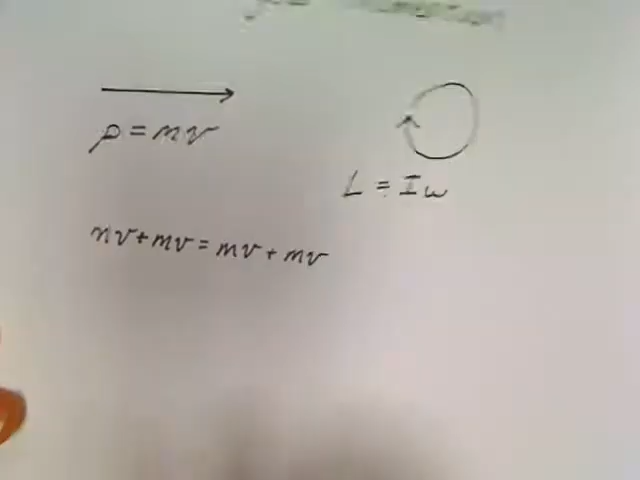 p = mv
L = Iω
mv + mv = mv + mv